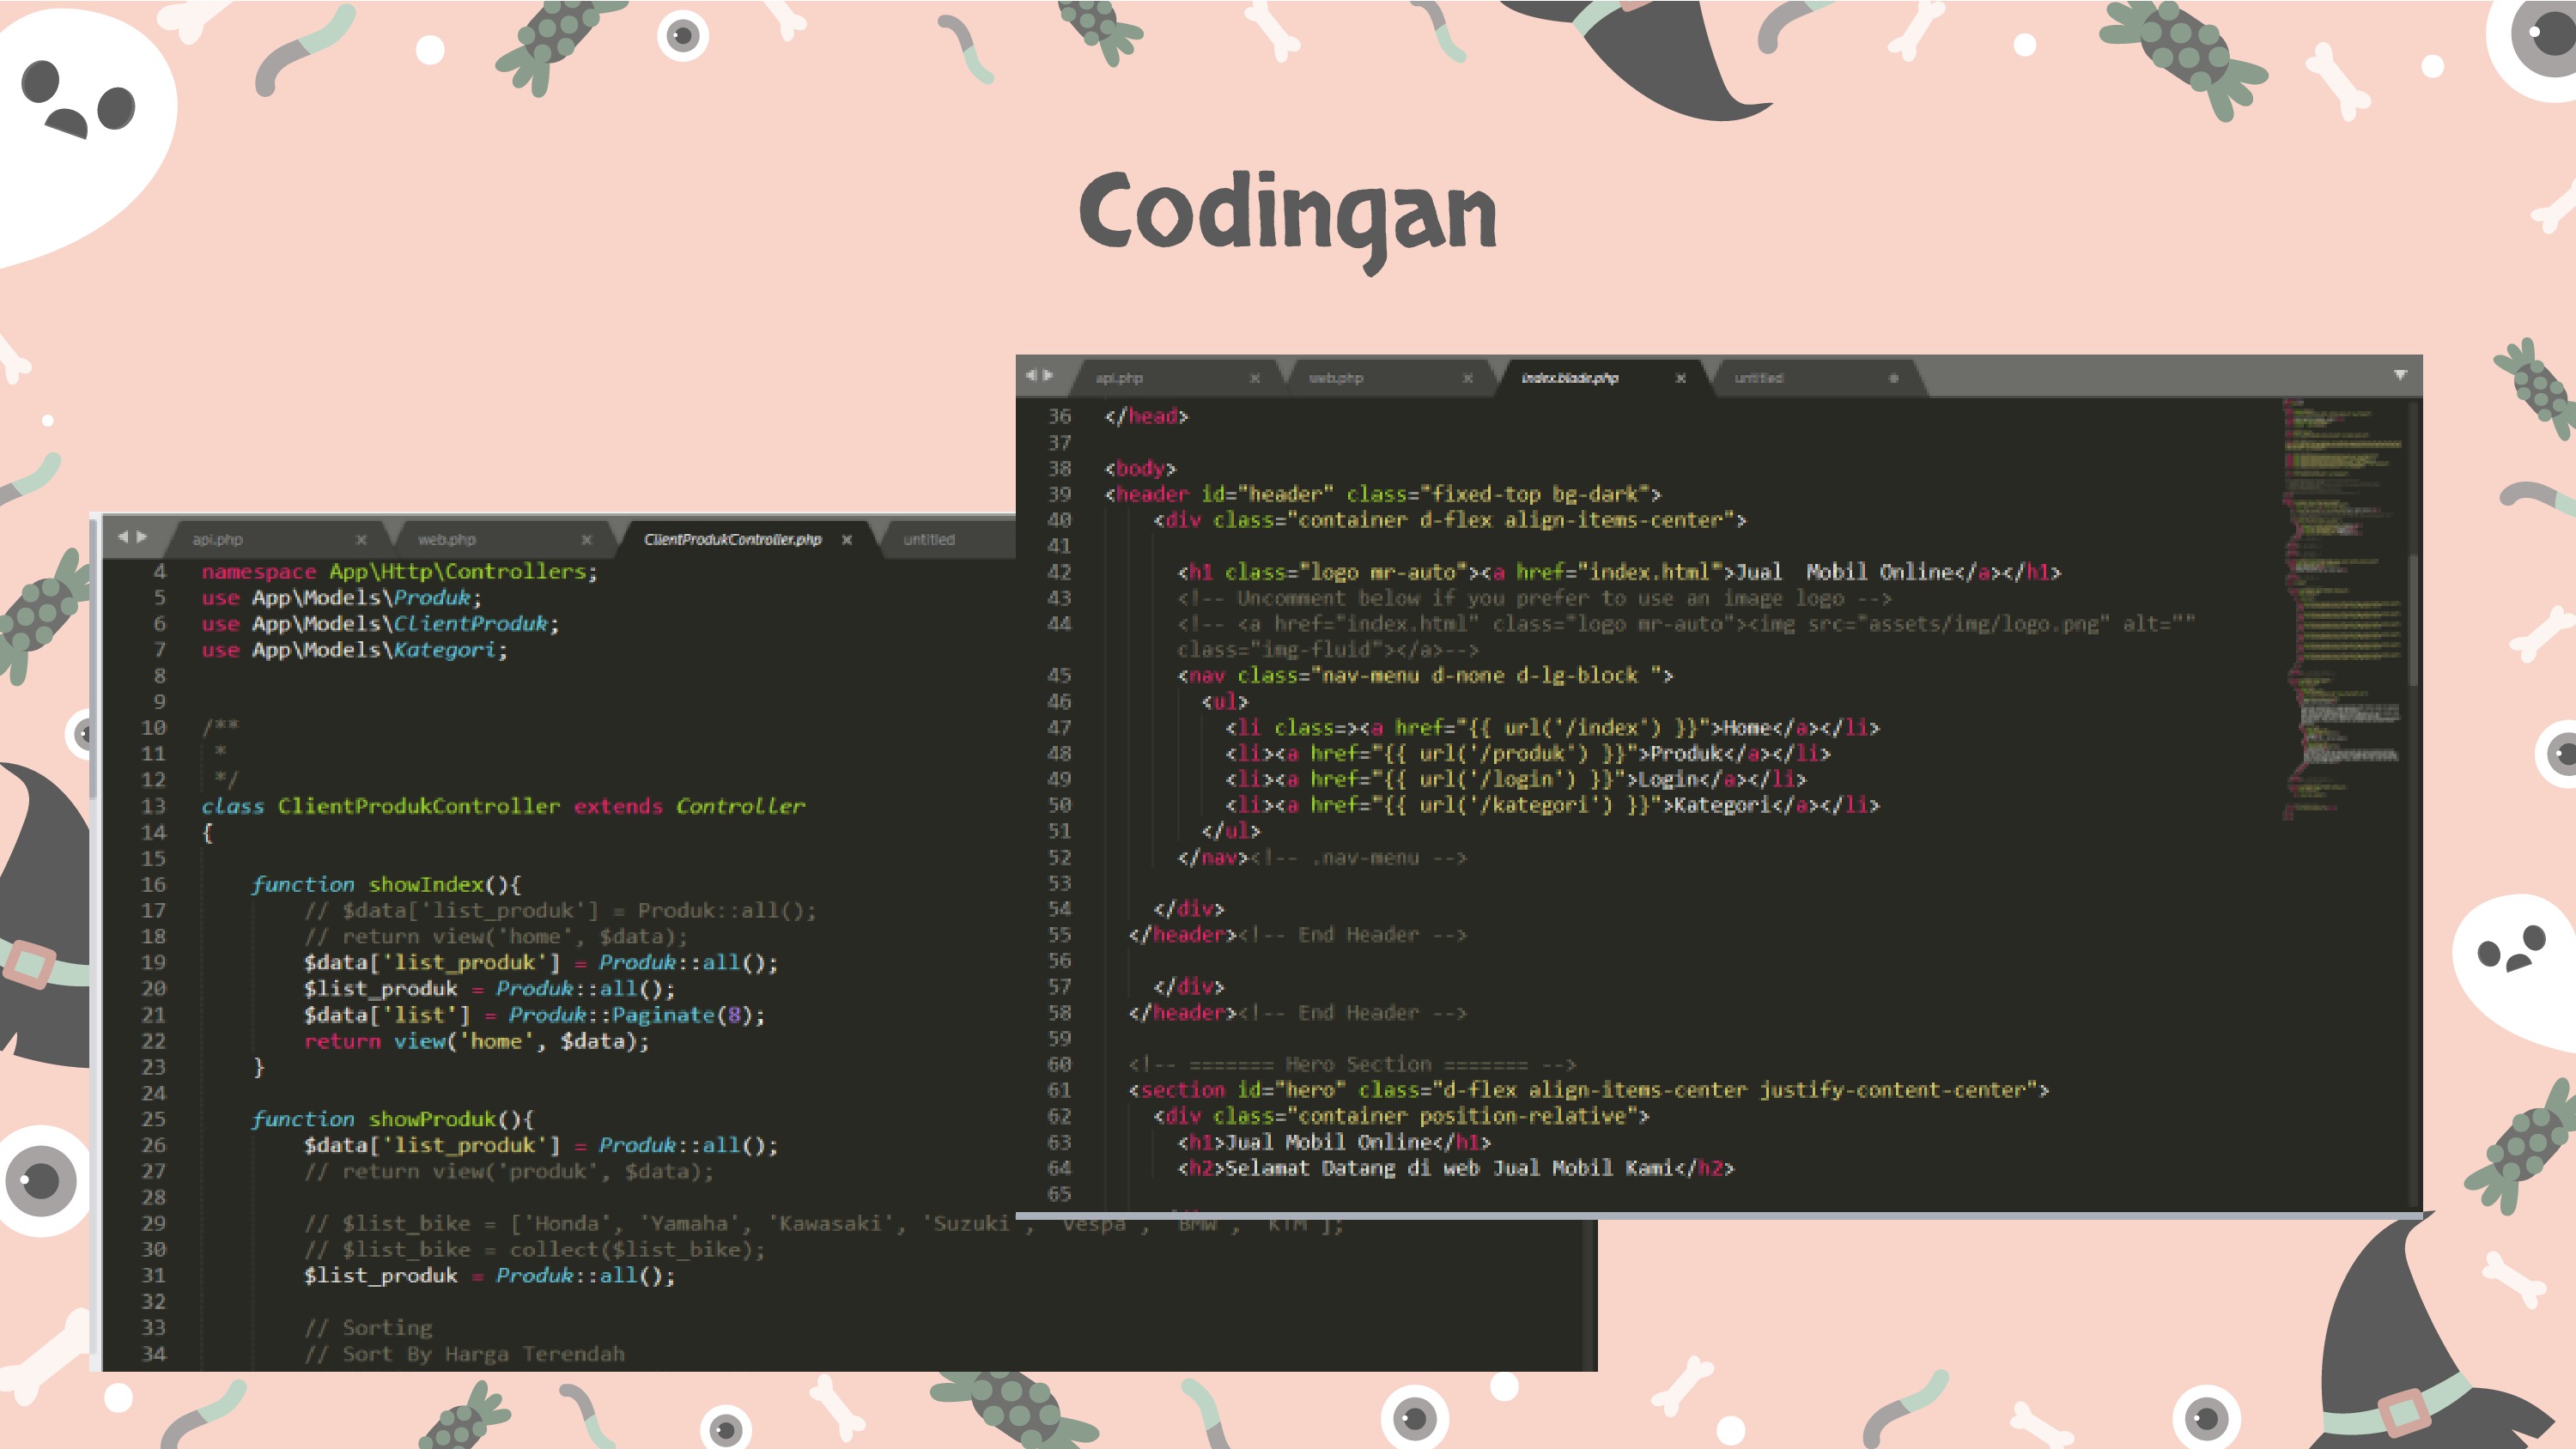 Codingan
api.php web.php ClientProdukController.php untitled
4 namespace App\Http\Controllers;
5 use App\Models\Produk;
6 use App\Models\ClientProduk;
7 use App\Models\Kategori;
8
9
10 /**
11 *
12 */
13 class ClientProdukController extends Controller
14 {
15
16 function showIndex(){
17 // $data['list_produk'] = Produk::all();
18 // return view('home', $data);
19 $data['list_produk'] = Produk::all();
20 $list_produk = Produk::all();
21 $data['list'] = Produk::Paginate(8);
22 return view('home', $data);
23 }
24
25 function showProduk(){
26 $data['list_produk'] = Produk::all();
27 // return view('produk', $data);
28
29 // $list_bike = ['Honda', 'Yamaha', 'Kawasaki', 'Suzuki', 'Vespa', 'BMW', 'KTM'];
30 // $list_bike = collect($list_bike);
31 $list_produk = Produk::all();
32
33 // Sorting
34 // Sort By Harga Terendah
api.php web.php index.blade.php untitled
36 </head>
37
38 <body>
39 <header id="header" class="fixed-top bg-dark">
40 <div class="container d-flex align-items-center">
41
42 <h1 class="logo mr-auto"><a href="index.html">Jual  Mobil Online</a></h1>
43 <!-- Uncomment below if you prefer to use an image logo -->
44 <!-- <a href="index.html" class="logo mr-auto"><img src="assets/img/logo.png" alt=""
class="img-fluid"></a>-->
45 <nav class="nav-menu d-none d-lg-block ">
46 <ul>
47 <li class=><a href="{{ url('/index') }}">Home</a></li>
48 <li><a href="{{ url('/produk') }}">Produk</a></li>
49 <li><a href="{{ url('/login') }}">Login</a></li>
50 <li><a href="{{ url('/kategori') }}">Kategori</a></li>
51 </ul>
52 </nav><!-- .nav-menu -->
53
54 </div>
55 </header><!-- End Header -->
56
57 </div>
58 </header><!-- End Header -->
59
60 <!-- ======= Hero Section ======= -->
61 <section id="hero" class="d-flex align-items-center justify-content-center">
62 <div class="container position-relative">
63 <h1>Jual Mobil Online</h1>
64 <h2>Selamat Datang di web Jual Mobil Kami</h2>
65